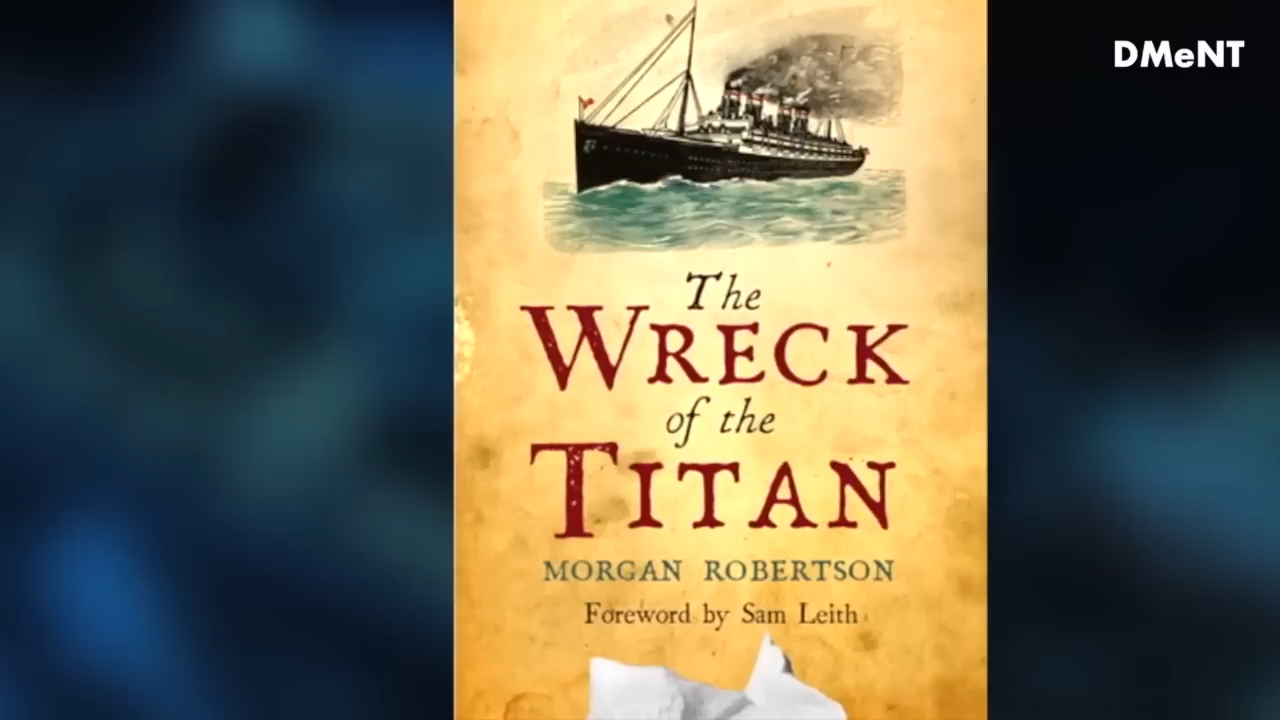 DMeNT
The
WRECK
of the
TITAN
MORGAN ROBERTSON
Foreword by Sam Leith